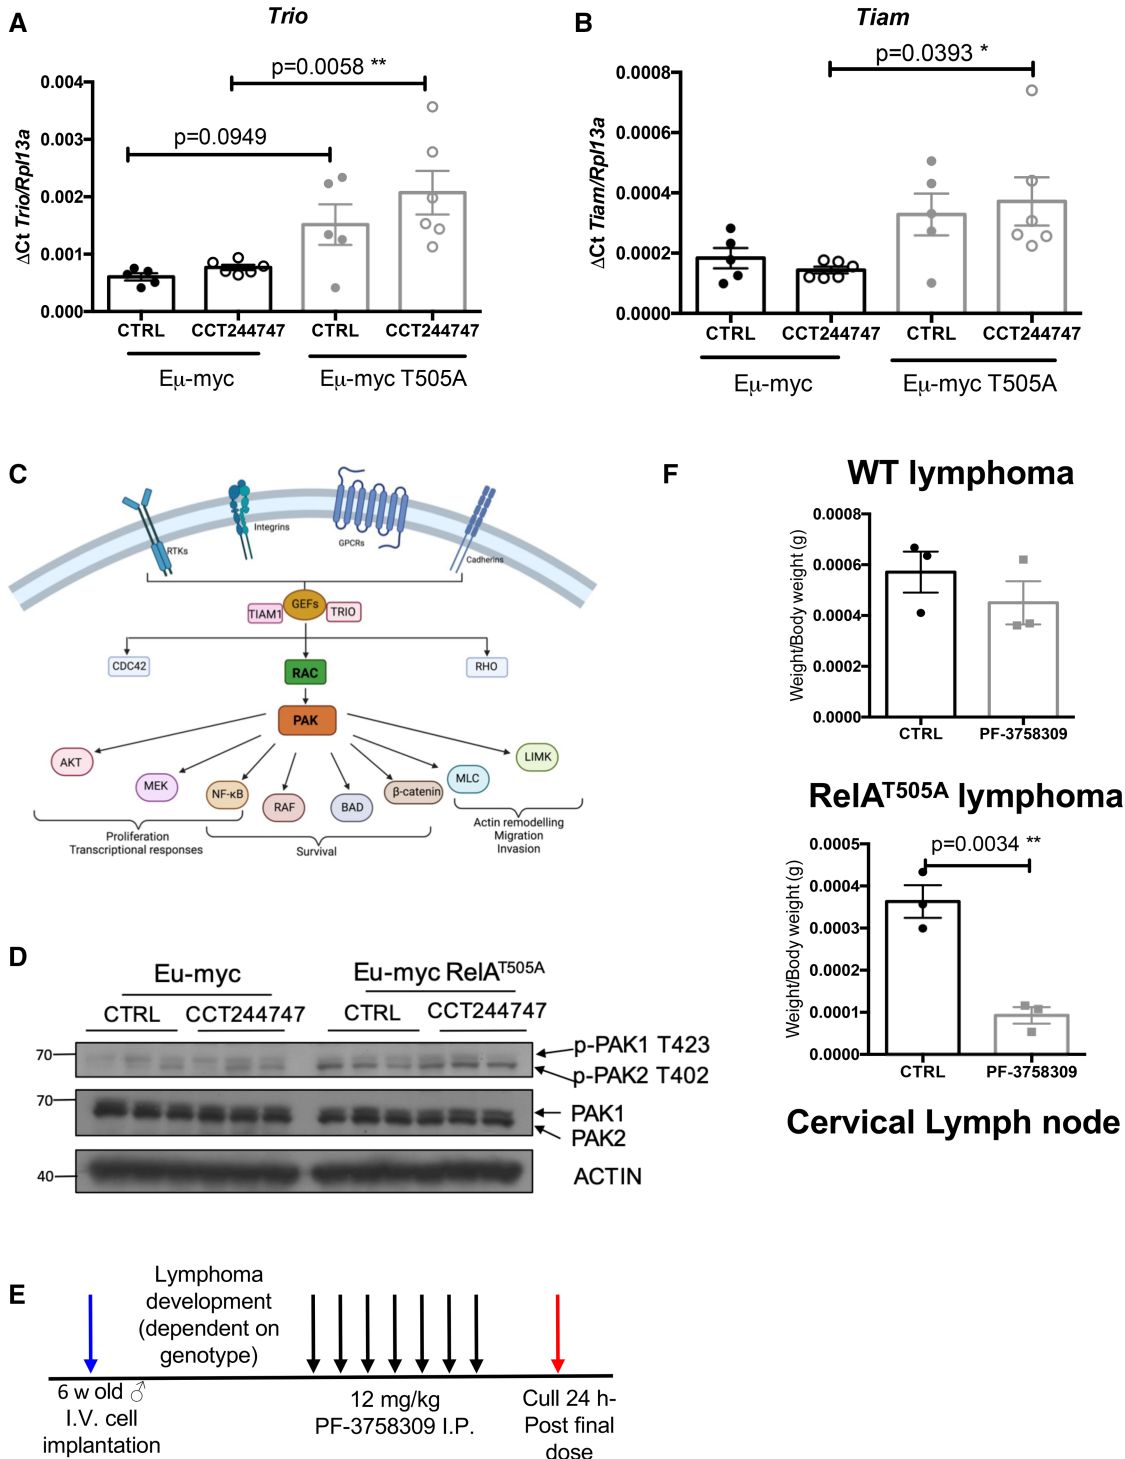 A
Trio
p=0.0058 **
p=0.0949
ΔCt Trio/Rpl13a
0.004
0.003
0.002
0.001
0.000
CTRL
CCT244747
CTRL
CCT244747
Eμ-myc
Eμ-myc T505A
B
Tiam
p=0.0393 *
ΔCt Tiam/Rpl13a
0.0008
0.0006
0.0004
0.0002
0.0000
CTRL
CCT244747
CTRL
CCT244747
Eμ-myc
Eμ-myc T505A
C
RTKs
Integrins
GPCRs
Cadherins
TIAM1
GEFs
TRIO
CDC42
RAC
RHO
PAK
AKT
MEK
NF-κB
RAF
BAD
β-catenin
MLC
LIMK
Proliferation
Transcriptional responses
Survival
Actin remodelling
Migration
Invasion
D
Eu-myc
Eu-myc RelAT505A
CTRL
CCT244747
CTRL
CCT244747
70
p-PAK1 T423
p-PAK2 T402
70
PAK1
PAK2
40
ACTIN
E
Lymphoma
development
(dependent on
genotype)
6 w old ♂
I.V. cell
implantation
12 mg/kg
PF-3758309 I.P.
Cull 24 h-
Post final
dose
F
WT lymphoma
Weight/Body weight (g)
0.0008
0.0006
0.0004
0.0002
0.0000
CTRL
PF-3758309
RelAT505A lymphoma
p=0.0034 **
Weight/Body weight (g)
0.0005
0.0004
0.0003
0.0002
0.0001
0.0000
CTRL
PF-3758309
Cervical Lymph node